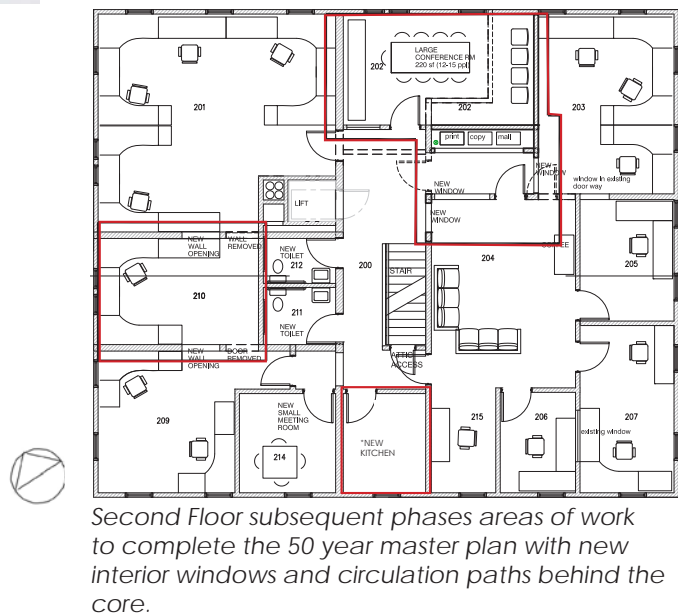 LARGE
CONFERENCE RM
220 sf (12-15 ppl)
202
201
202
203
print copy mail
NEW
WINDOW
window in existing
door way
NEW
WINDOW
LIFT
NEW
WINDOW
NEW
WALL
OPENING
WALL
REMOVED
NEW
TOILET
212
200
STAIR
204
COFFEE
205
210
211
NEW
TOILET
NEW
WALL
OPENING
DOOR
REMOVED
ATTIC
ACCESS
209
NEW
SMALL
MEETING
ROOM
214
"NEW
KITCHEN
215
206
207
existing window
Second Floor subsequent phases areas of work
to complete the 50 year master plan with new
interior windows and circulation paths behind the
core.